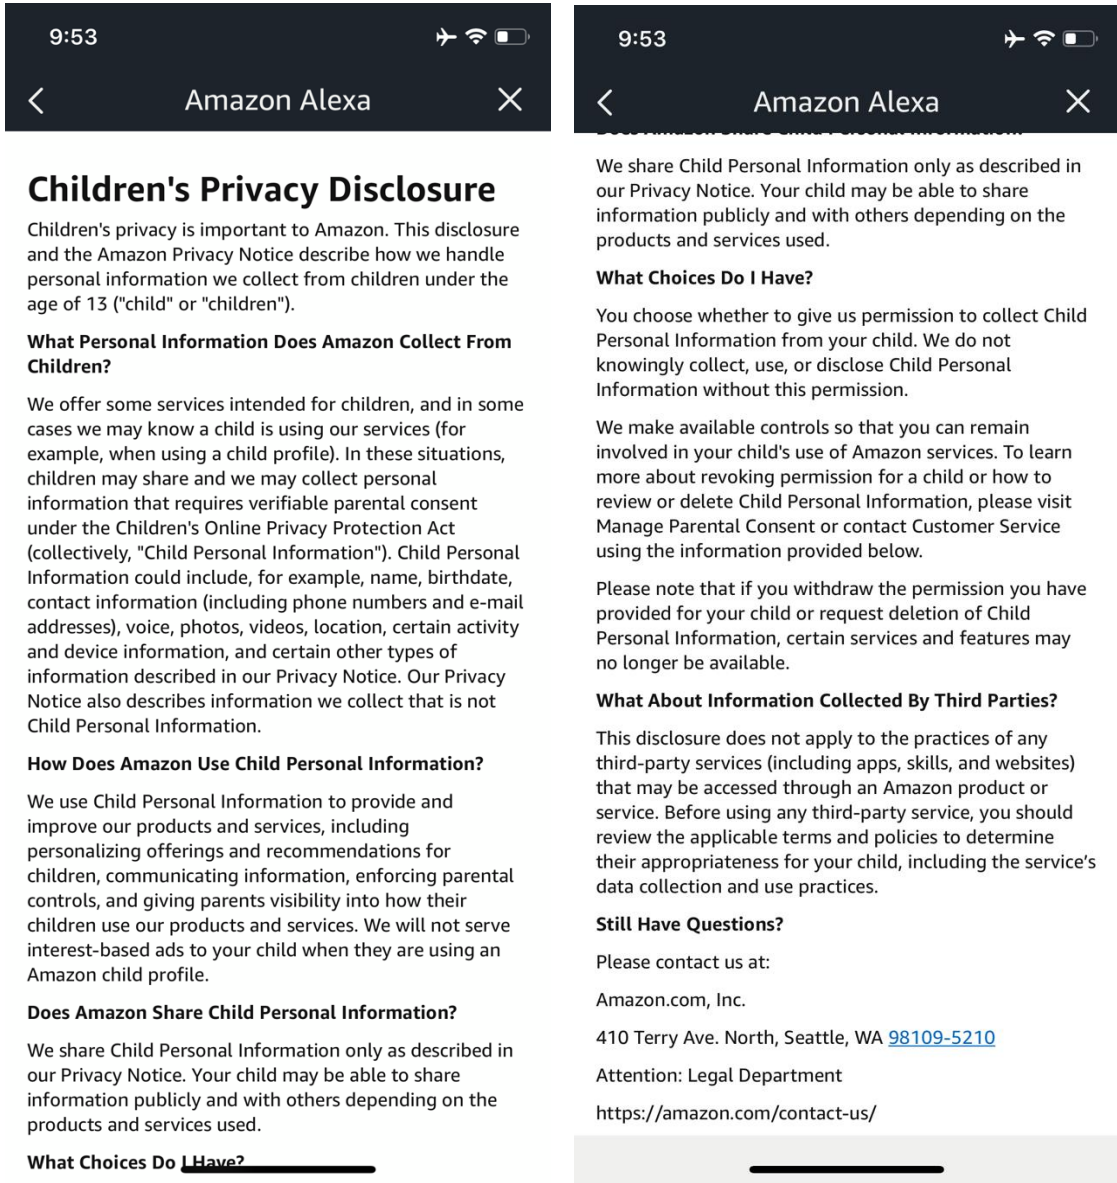 9:53
Amazon Alexa
Children's Privacy Disclosure
Children's privacy is important to Amazon. This disclosure
and the Amazon Privacy Notice describe how we handle
personal information we collect from children under the
age of 13 ("child" or "children").
What Personal Information Does Amazon Collect From
Children?
We offer some services intended for children, and in some
cases we may know a child is using our services (for
example, when using a child profile). In these situations,
children may share and we may collect personal
information that requires verifiable parental consent
under the Children's Online Privacy Protection Act
(collectively, "Child Personal Information"). Child Personal
Information could include, for example, name, birthdate,
contact information (including phone numbers and e-mail
addresses), voice, photos, videos, location, certain activity
and device information, and certain other types of
information described in our Privacy Notice. Our Privacy
Notice also describes information we collect that is not
Child Personal Information.
How Does Amazon Use Child Personal Information?
We use Child Personal Information to provide and
improve our products and services, including
personalizing offerings and recommendations for
children, communicating information, enforcing parental
controls, and giving parents visibility into how their
children use our products and services. We will not serve
interest-based ads to your child when they are using an
Amazon child profile.
Does Amazon Share Child Personal Information?
We share Child Personal Information only as described in
our Privacy Notice. Your child may be able to share
information publicly and with others depending on the
products and services used.
What Choices Do I Have?
9:53
Amazon Alexa
Does Amazon Share Child Personal Information?
We share Child Personal Information only as described in
our Privacy Notice. Your child may be able to share
information publicly and with others depending on the
products and services used.
What Choices Do I Have?
You choose whether to give us permission to collect Child
Personal Information from your child. We do not
knowingly collect, use, or disclose Child Personal
Information without this permission.
We make available controls so that you can remain
involved in your child's use of Amazon services. To learn
more about revoking permission for a child or how to
review or delete Child Personal Information, please visit
Manage Parental Consent or contact Customer Service
using the information provided below.
Please note that if you withdraw the permission you have
provided for your child or request deletion of Child
Personal Information, certain services and features may
no longer be available.
What About Information Collected By Third Parties?
This disclosure does not apply to the practices of any
third-party services (including apps, skills, and websites)
that may be accessed through an Amazon product or
service. Before using any third-party service, you should
review the applicable terms and policies to determine
their appropriateness for your child, including the service’s
data collection and use practices.
Still Have Questions?
Please contact us at:
Amazon.com, Inc.
410 Terry Ave. North, Seattle, WA 98109-5210
Attention: Legal Department
https://amazon.com/contact-us/